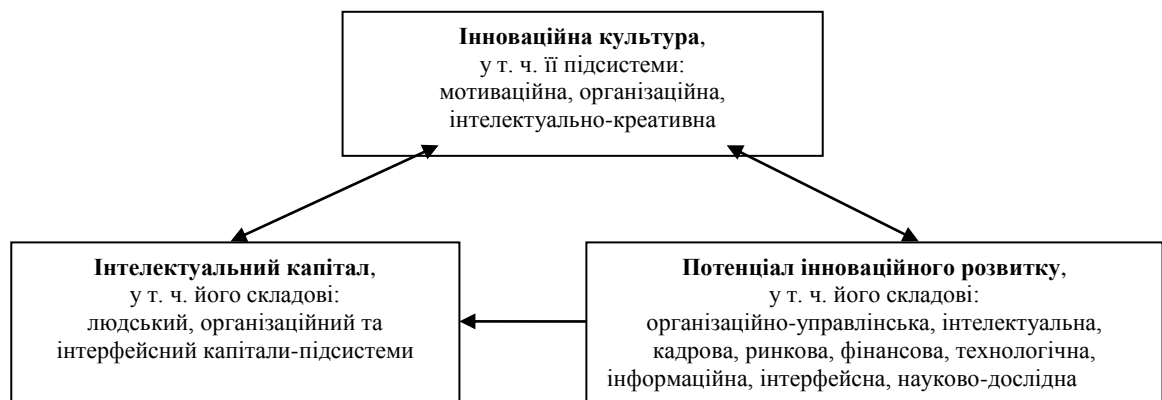 Інноваційна культура,
у т. ч. її підсистеми:
мотиваційна, організаційна,
інтелектуально-креативна
Інтелектуальний капітал,
у т. ч. його складові:
людський, організаційний та
інтерфейсний капітали-підсистеми
Потенціал інноваційного розвитку,
у т. ч. його складові:
організаційно-управлінська, інтелектуальна,
кадрова, ринкова, фінансова, технологічна,
інформаційна, інтерфейсна, науково-дослідна